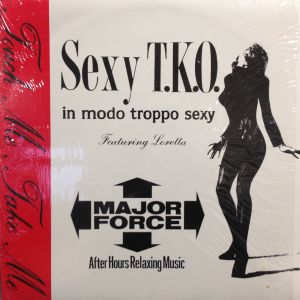 Touch Me, Take Me
Sexy T.K.O.
in modo troppo sexy
Featuring Loretta
MAJOR
FORCE
After Hours Relaxing Music